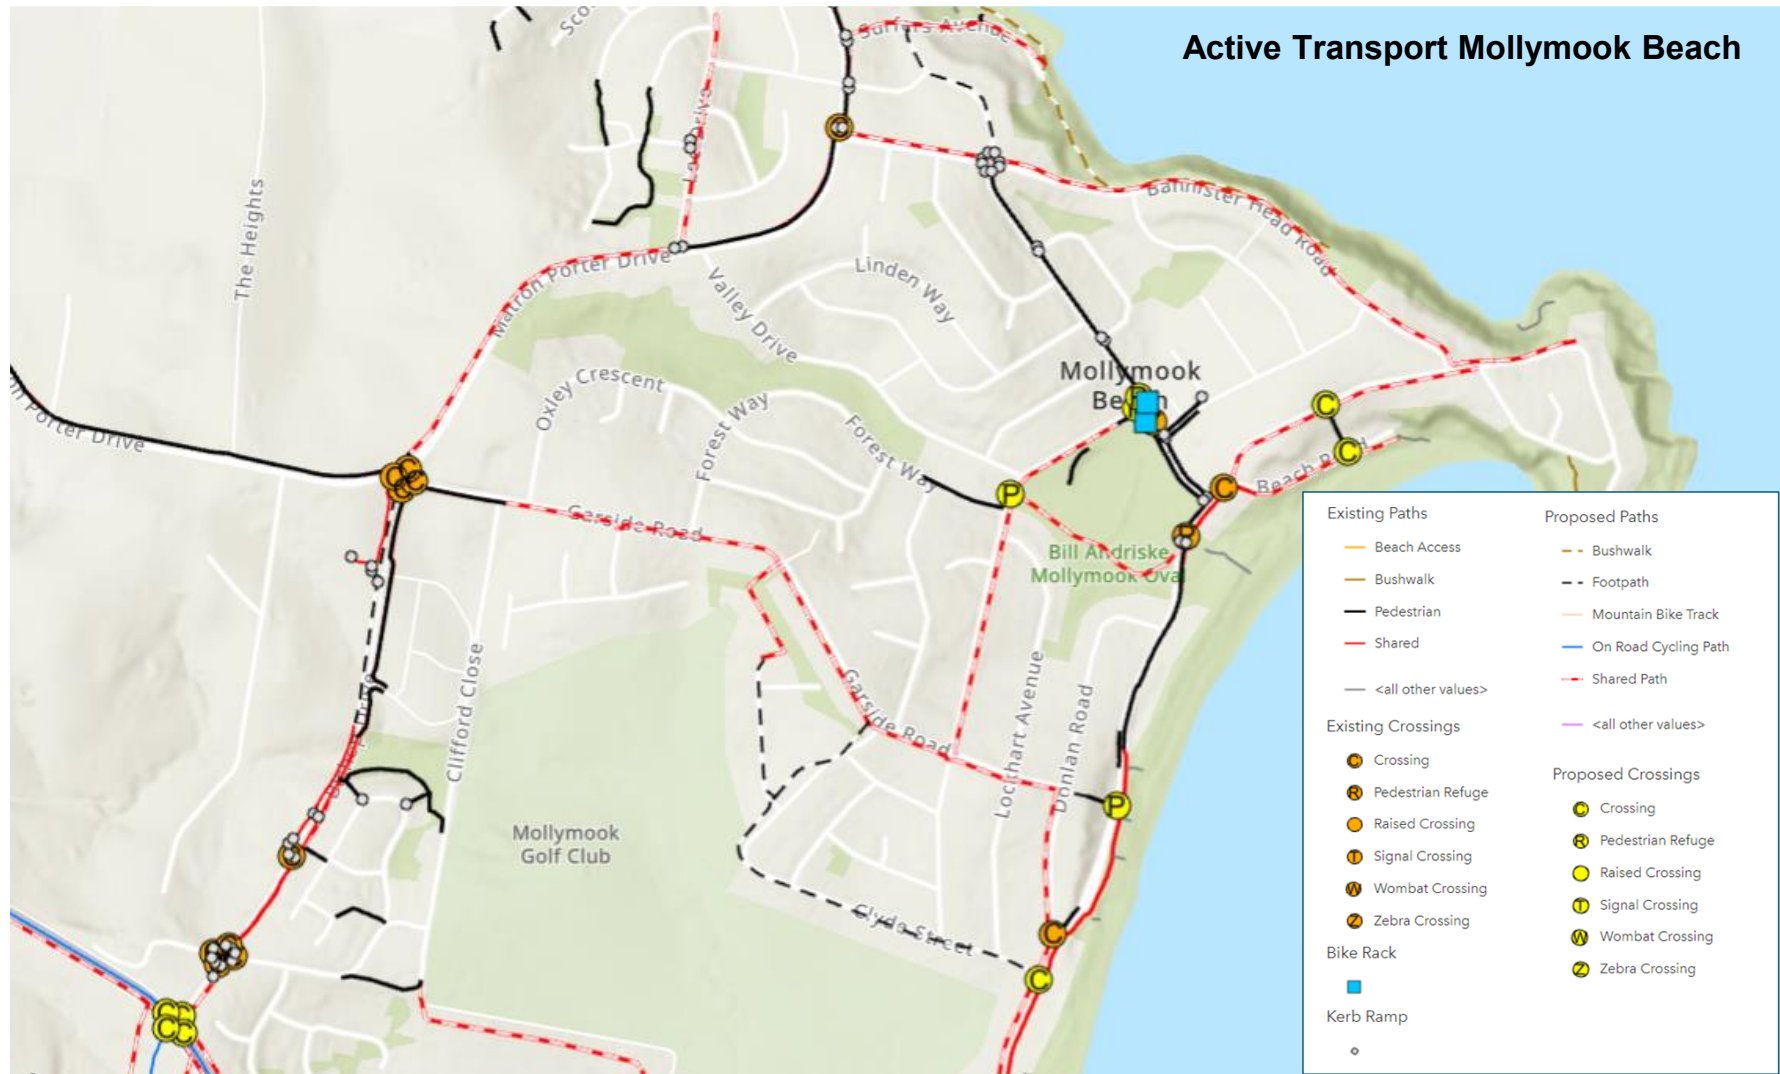 Active Transport Mollymook Beach
Surfers Avenue
The Heights
Matron Porter Drive
Bannister Head Road
Linden Way
Valley Drive
Mollymook
Beach
Oxley Crescent
Forest Way
Forest Way
Porter Drive
Beach Road
Garside Road
Bill Andriske
Mollymook Oval
Clifford Close
Garside Road
Lockhart Avenue
Donlan Road
Drive
Mollymook
Golf Club
Clyde Street
C
C
C
C
P
C
C
C
P
C
C
C
C
C
Existing Paths
Beach Access
Bushwalk
Pedestrian
Shared
<all other values>
Existing Crossings
C Crossing
R Pedestrian Refuge
Raised Crossing
T Signal Crossing
W Wombat Crossing
Z Zebra Crossing
Bike Rack
Kerb Ramp
Proposed Paths
Bushwalk
Footpath
Mountain Bike Track
On Road Cycling Path
Shared Path
<all other values>
Proposed Crossings
C Crossing
R Pedestrian Refuge
Raised Crossing
T Signal Crossing
W Wombat Crossing
Z Zebra Crossing